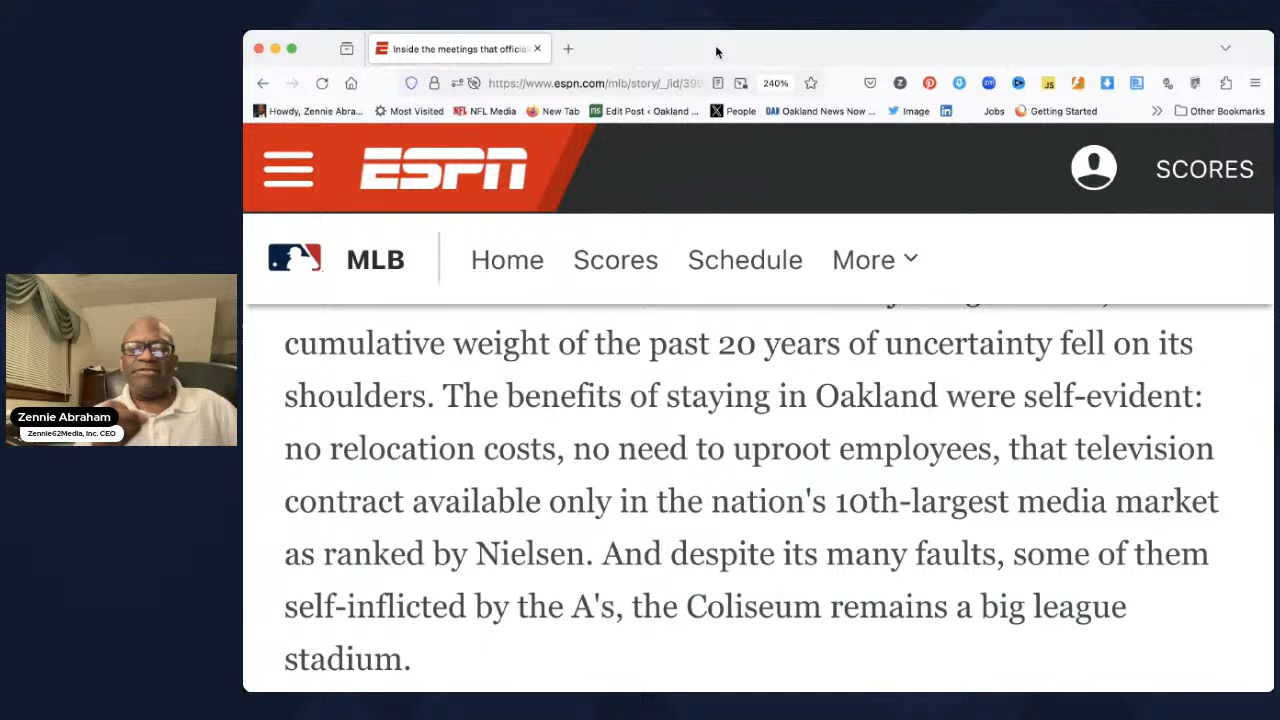 Inside the meetings that officia
https://www.espn.com/mlb/story/_/id/399
240%
JS
Howdy, Zennie Abra...
Most Visited
NFL Media
New Tab
Edit Post ‹ Oakland ...
People
Oakland News Now ...
Image
Jobs
Getting Started
Other Bookmarks
ESPN
SCORES
MLB
Home
Scores
Schedule
More
cumulative weight of the past 20 years of uncertainty fell on its
shoulders. The benefits of staying in Oakland were self-evident:
no relocation costs, no need to uproot employees, that television
contract available only in the nation's 10th-largest media market
as ranked by Nielsen. And despite its many faults, some of them
self-inflicted by the A's, the Coliseum remains a big league
stadium.
Zennie Abraham
Zennie62Media, Inc. CEO